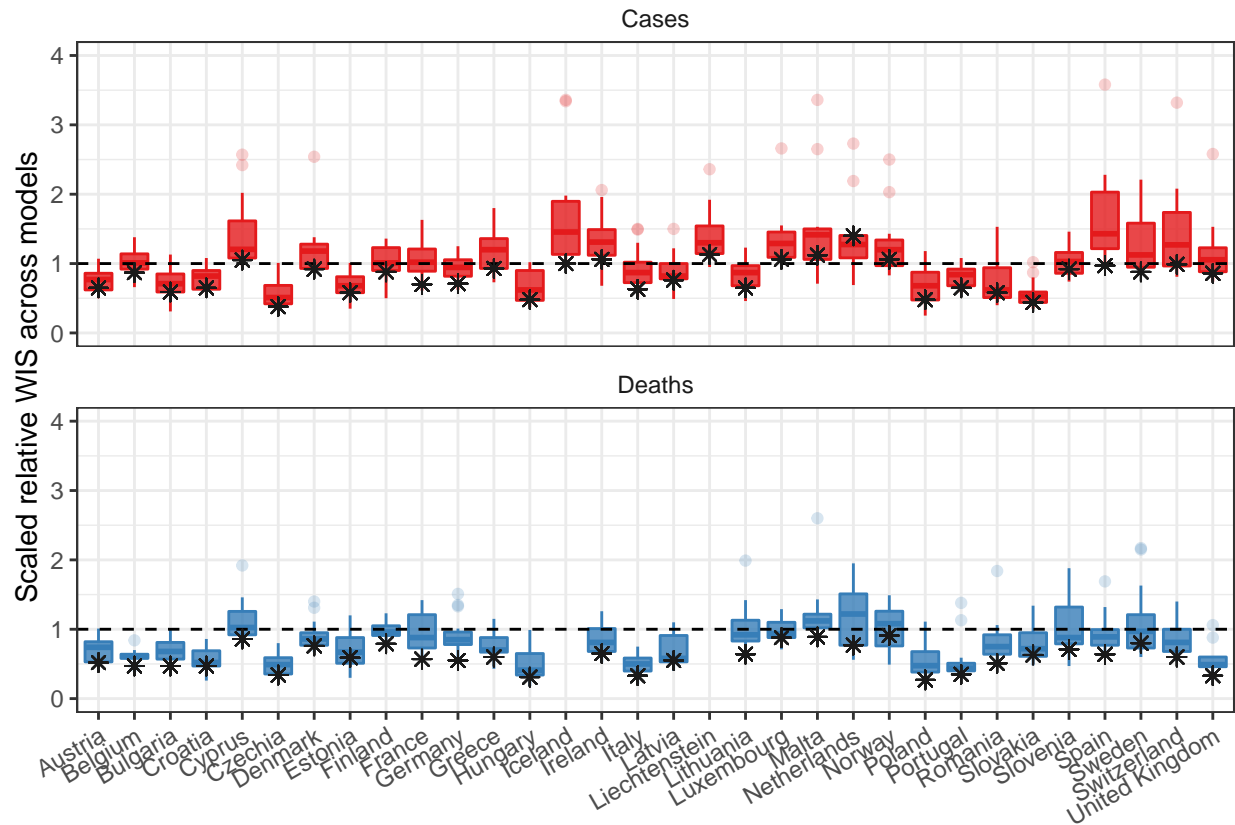 Cases
4
3
2
1
0
Scaled relative WIS across models
Deaths
4
3
2
1
0
Austria
Belgium
Bulgaria
Croatia
Cyprus
Czechia
Denmark
Estonia
Finland
France
Germany
Greece
Hungary
Iceland
Ireland
Italy
Latvia
Liechtenstein
Lithuania
Luxembourg
Malta
Netherlands
Norway
Poland
Portugal
Romania
Slovakia
Slovenia
Spain
Sweden
Switzerland
United Kingdom